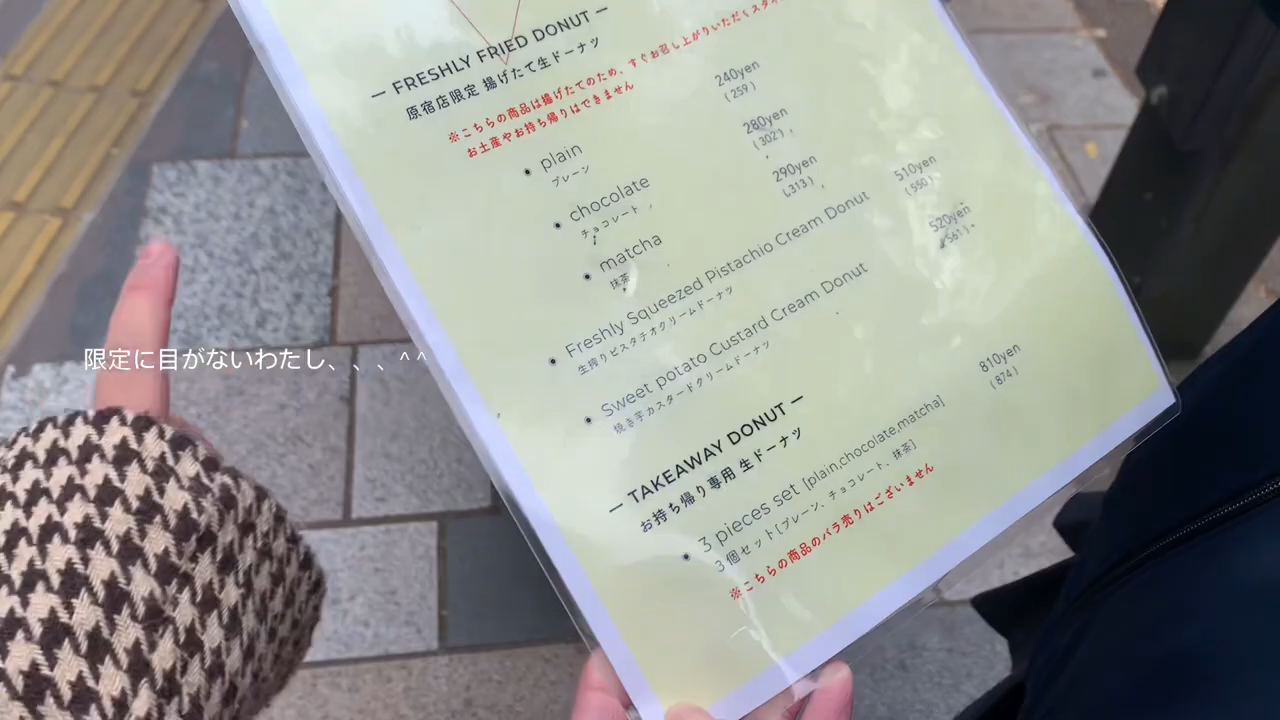 — FRESHLY FRIED DONUT —
原宿店限定 揚げたて生ドーナツ
※こちらの商品は揚げたてのため、すぐお召し上がりいただくスタイ
お土産やお持ち帰りはできません
• plain 240yen
プレーン (259)
• chocolate 280yen
チョコレート (302)
• matcha 290yen
抹茶 (313)
• Freshly Squeezed Pistachio Cream Donut 510yen
生搾りピスタチオクリームドーナツ (550)
• Sweet potato Custard Cream Donut 520yen
焼き芋カスタードクリームドーナツ (561)
— TAKEAWAY DONUT —
お持ち帰り専用 生ドーナツ
• 3 pieces set [plain.chocolate.matcha] 810yen
3個セット[プレーン、チョコレート、抹茶] (874)
※こちらの商品のバラ売りはございません
限定に目がないわたし、、、^ ^